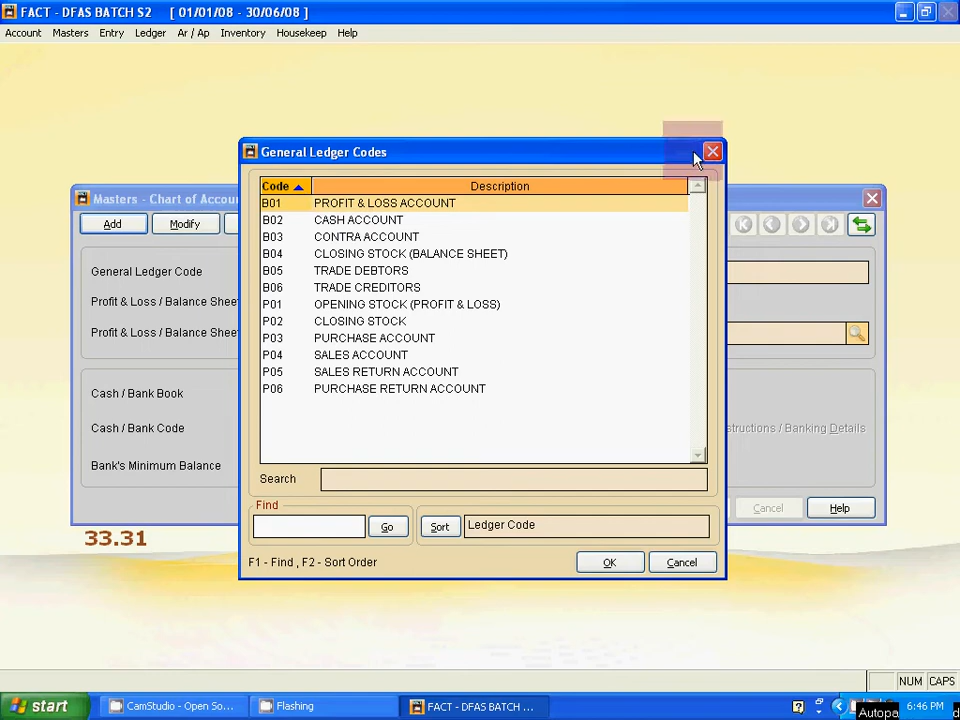 FACT - DFAS BATCH S2 [ 01/01/08 - 30/06/08 ]
Account Masters Entry Ledger Ar / Ap Inventory Housekeep Help
General Ledger Codes
Masters - Chart of Accou
Add Modify
General Ledger Code
Profit & Loss / Balance Shee
Profit & Loss / Balance Shee
Cash / Bank Book
Cash / Bank Code
structions / Banking Details
Bank's Minimum Balance
Cancel Help
33.31
Code Description
B01 PROFIT & LOSS ACCOUNT
B02 CASH ACCOUNT
B03 CONTRA ACCOUNT
B04 CLOSING STOCK (BALANCE SHEET)
B05 TRADE DEBTORS
B06 TRADE CREDITORS
P01 OPENING STOCK (PROFIT & LOSS)
P02 CLOSING STOCK
P03 PURCHASE ACCOUNT
P04 SALES ACCOUNT
P05 SALES RETURN ACCOUNT
P06 PURCHASE RETURN ACCOUNT
Search
Find
Go Sort Ledger Code
F1 - Find , F2 - Sort Order OK Cancel
NUM CAPS
start CamStudio - Open So... Flashing FACT - DFAS BATCH ... 6:46 PM
Autopa